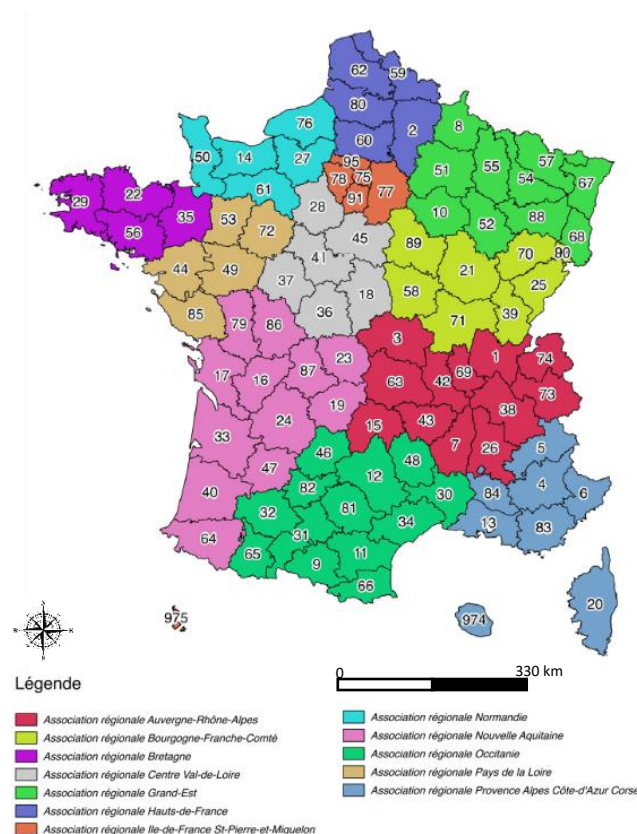 62 59
80
60 2
76
50 14 27
61
8
95
78 75 77
91
51 55 57
54 67
10 52 88
68
90
29 22 35
56
53 72
28
45
41
37 18
36
44 49
85
89 21 70
25
58 39
71
79 86
23
17 16 87
19
24
33
47
40
64
3 1 74
63 42 69
73
38
15 43
7 26
5
46 48
12
82 30
32 81
34
31
65 9 11
66
84 4 6
13 83
975
974
20
N
W E
S
0 330 km
Légende
Association régionale Auvergne-Rhône-Alpes
Association régionale Bourgogne-Franche-Comté
Association régionale Bretagne
Association régionale Centre Val-de-Loire
Association régionale Grand-Est
Association régionale Hauts-de-France
Association régionale Ile-de-France St-Pierre-et-Miquelon
Association régionale Normandie
Association régionale Nouvelle Aquitaine
Association régionale Occitanie
Association régionale Pays de la Loire
Association régionale Provence Alpes Côte-d'Azur Corse